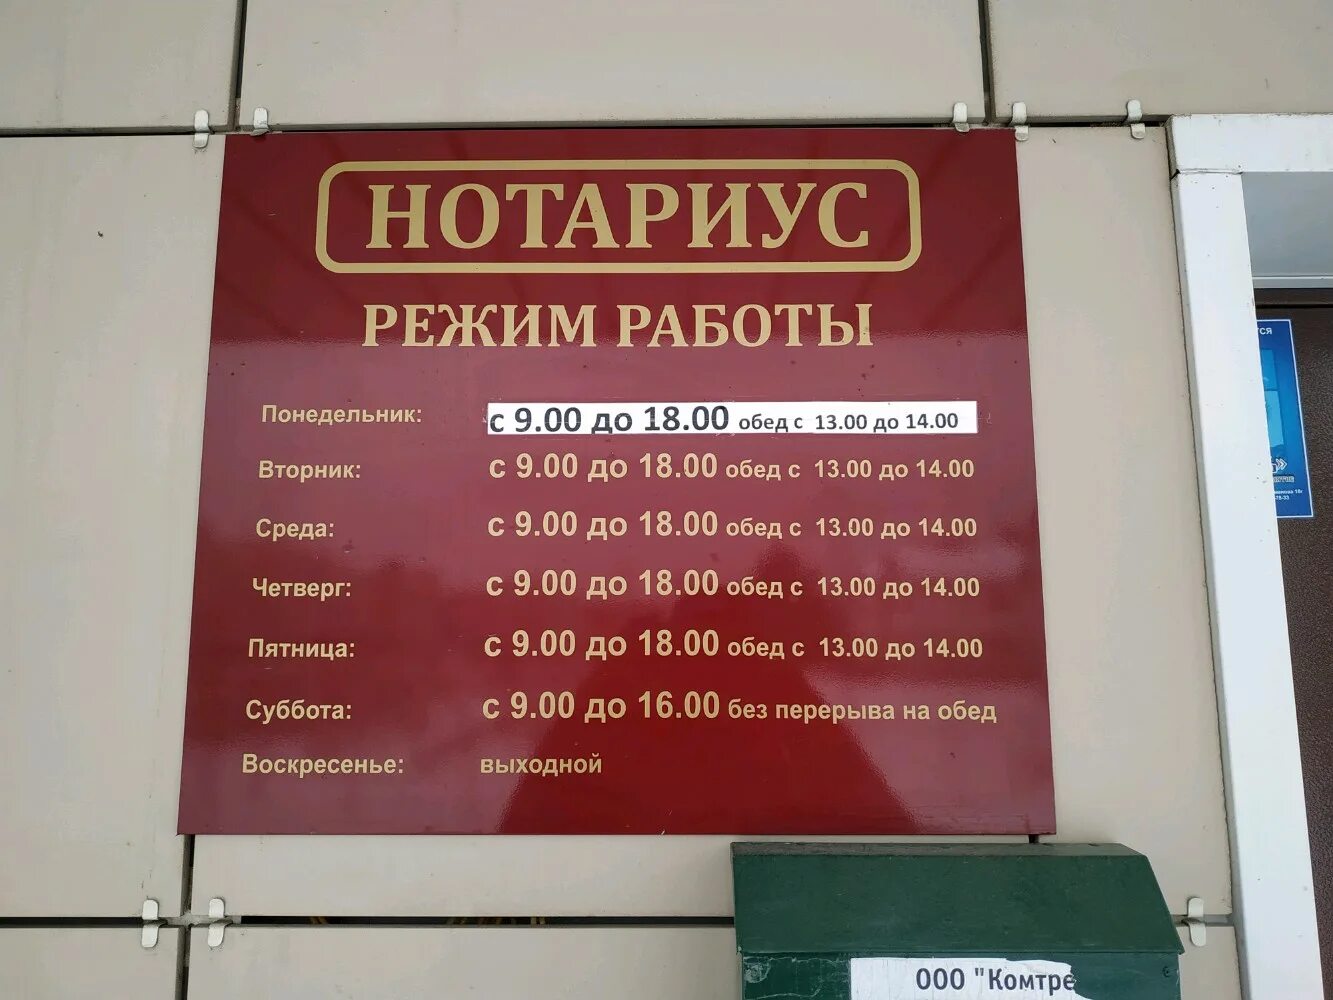 НОТАРИУС
РЕЖИМ РАБОТЫ
Понедельник: с 9.00 до 18.00 обед с 13.00 до 14.00
Вторник: с 9.00 до 18.00 обед с 13.00 до 14.00
Среда: с 9.00 до 18.00 обед с 13.00 до 14.00
Четверг: с 9.00 до 18.00 обед с 13.00 до 14.00
Пятница: с 9.00 до 18.00 обед с 13.00 до 14.00
Суббота: с 9.00 до 16.00 без перерыва на обед
Воскресенье: выходной
ООО "Комтре